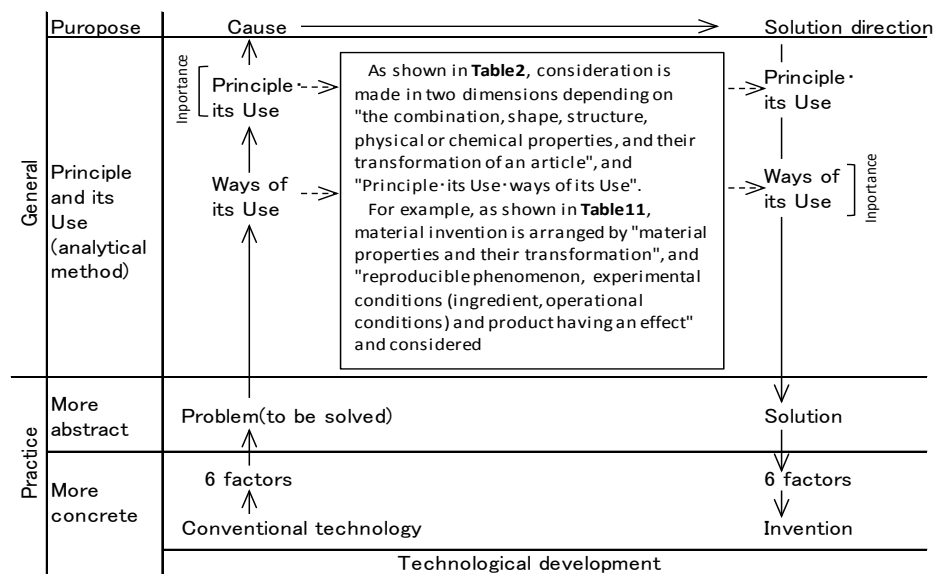 Puropose
Cause
Solution direction
Inportance
Principle・
its Use
As shown in Table2, consideration is
made in two dimensions depending on
"the combination, shape, structure,
physical or chemical properties, and their
transformation of an article", and
"Principle・its Use・ways of its Use".
For example, as shown in Table11,
material invention is arranged by "material
properties and their transformation", and
"reproducible phenomenon, experimental
conditions (ingredient, operational
conditions) and product having an effect"
and considered
Principle・
its Use
General
Principle
and its
Use
(analytical
method)
Ways of
its Use
Ways of
its Use
Inportance
Practice
More
abstract
Problem(to be solved)
Solution
More
concrete
6 factors
6 factors
Conventional technology
Invention
Technological development